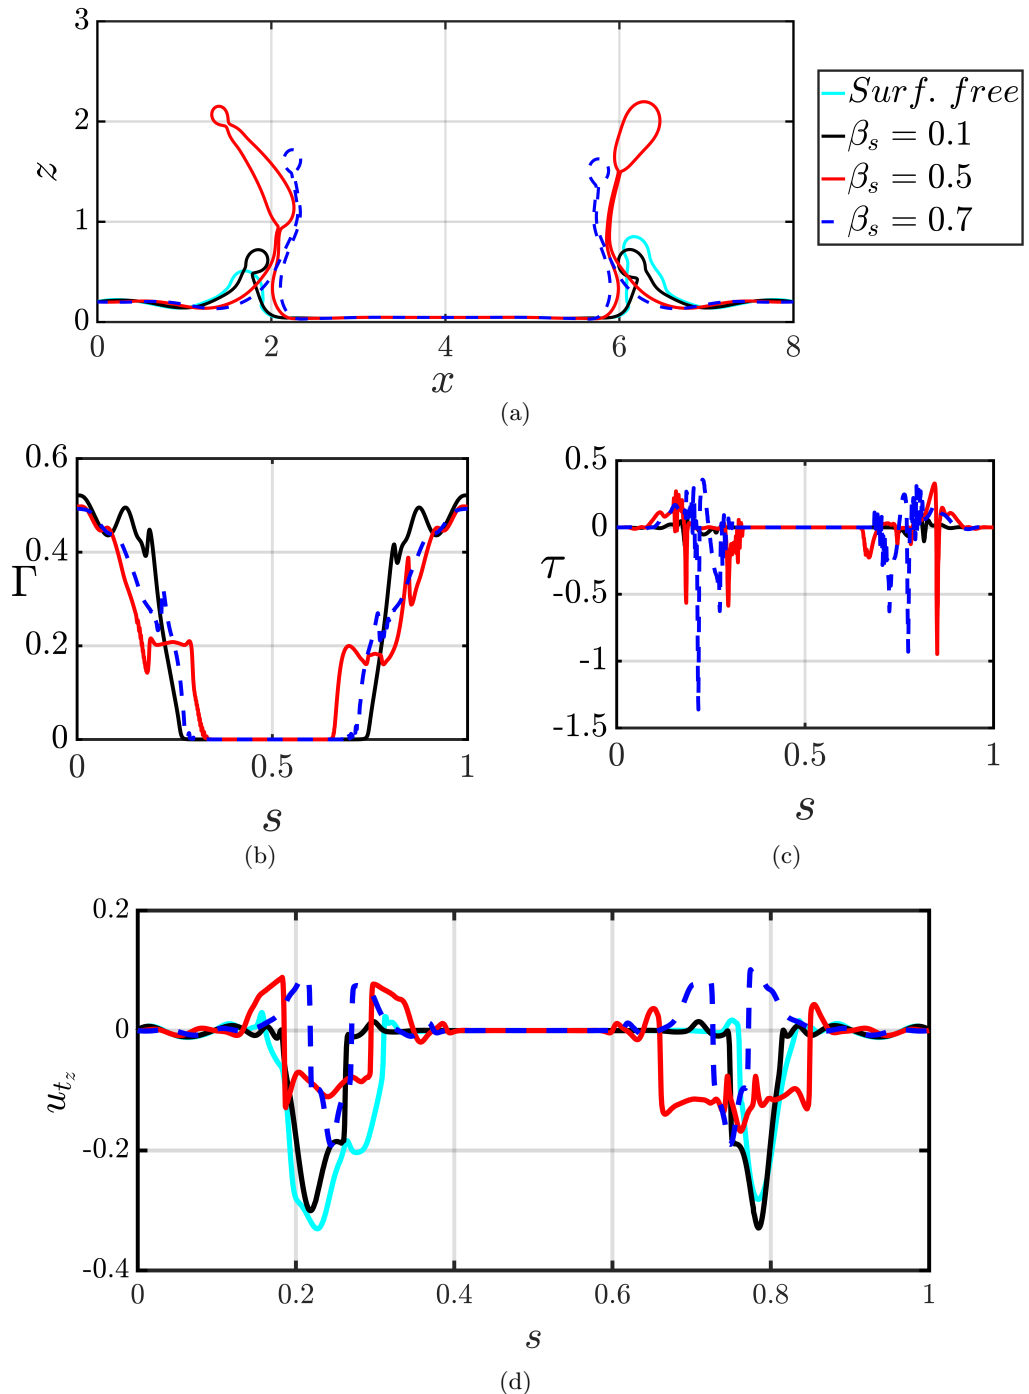 3
2
1
0
z
0 2 4 6 8
x
Surf. free
β_s = 0.1
β_s = 0.5
β_s = 0.7
(a)
0.6
0.4
0.2
0
Γ
0 0.5 1
s
(b)
0.5
0
-0.5
-1
-1.5
τ
0 0.5 1
s
(c)
0.2
0
-0.2
-0.4
u_{t_z}
0 0.2 0.4 0.6 0.8 1
s
(d)